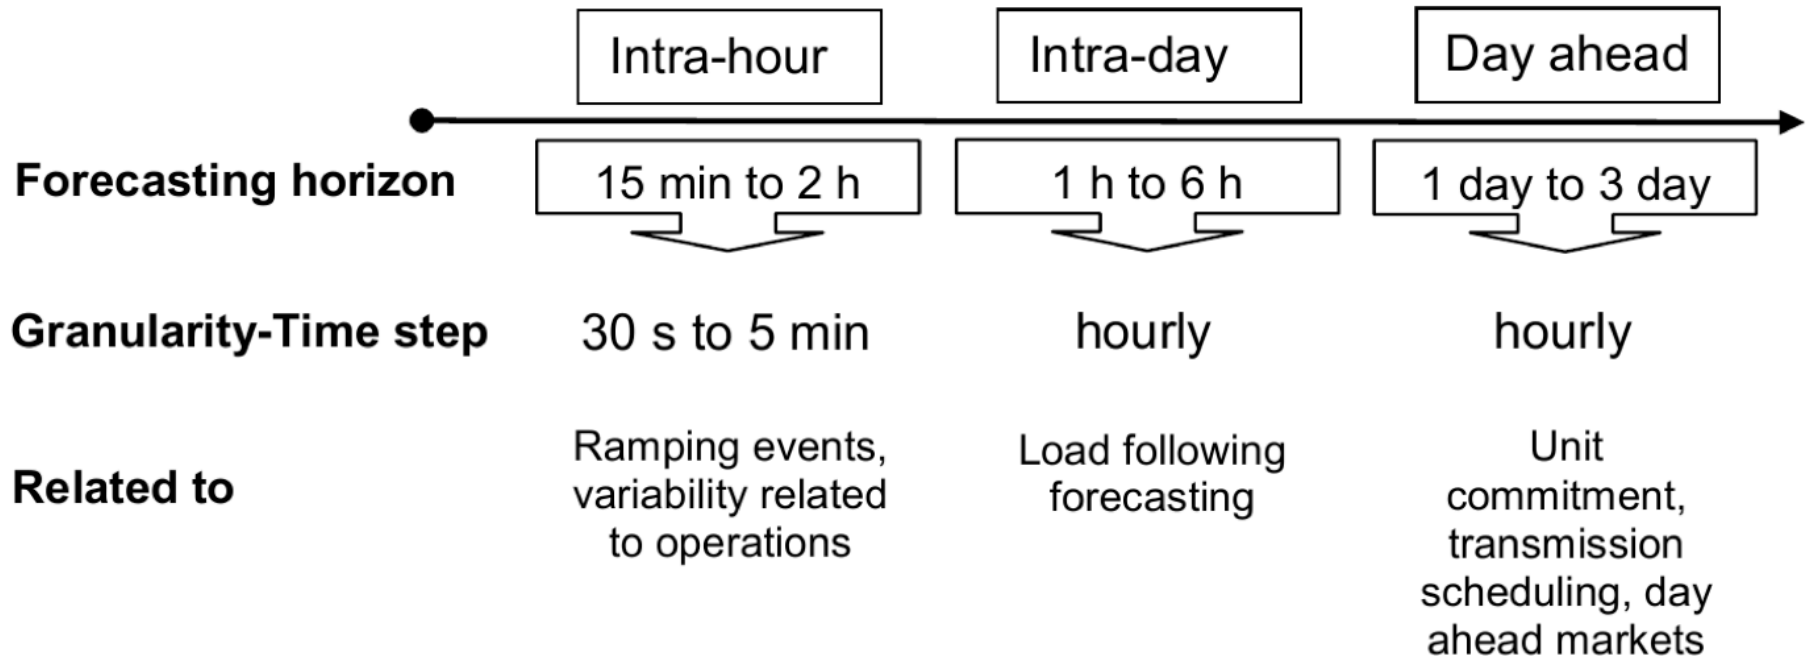 Intra-hour
Intra-day
Day ahead
Forecasting horizon
15 min to 2 h
1 h to 6 h
1 day to 3 day
Granularity-Time step
30 s to 5 min
hourly
hourly
Related to
Ramping events,
variability related
to operations
Load following
forecasting
Unit
commitment,
transmission
scheduling, day
ahead markets